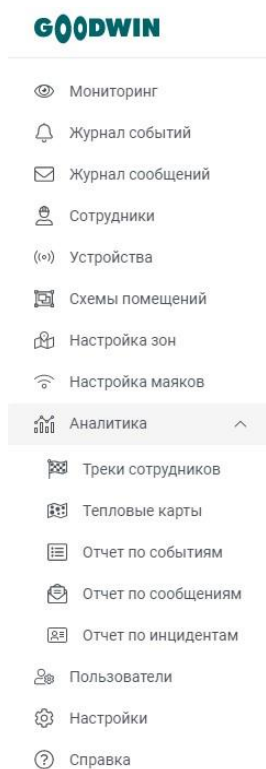 GOODWIN
Мониторинг
Журнал событий
Журнал сообщений
Сотрудники
Устройства
Схемы помещений
Настройка зон
Настройка маяков
Аналитика
Треки сотрудников
Тепловые карты
Отчет по событиям
Отчет по сообщениям
Отчет по инцидентам
Пользователи
Настройки
Справка